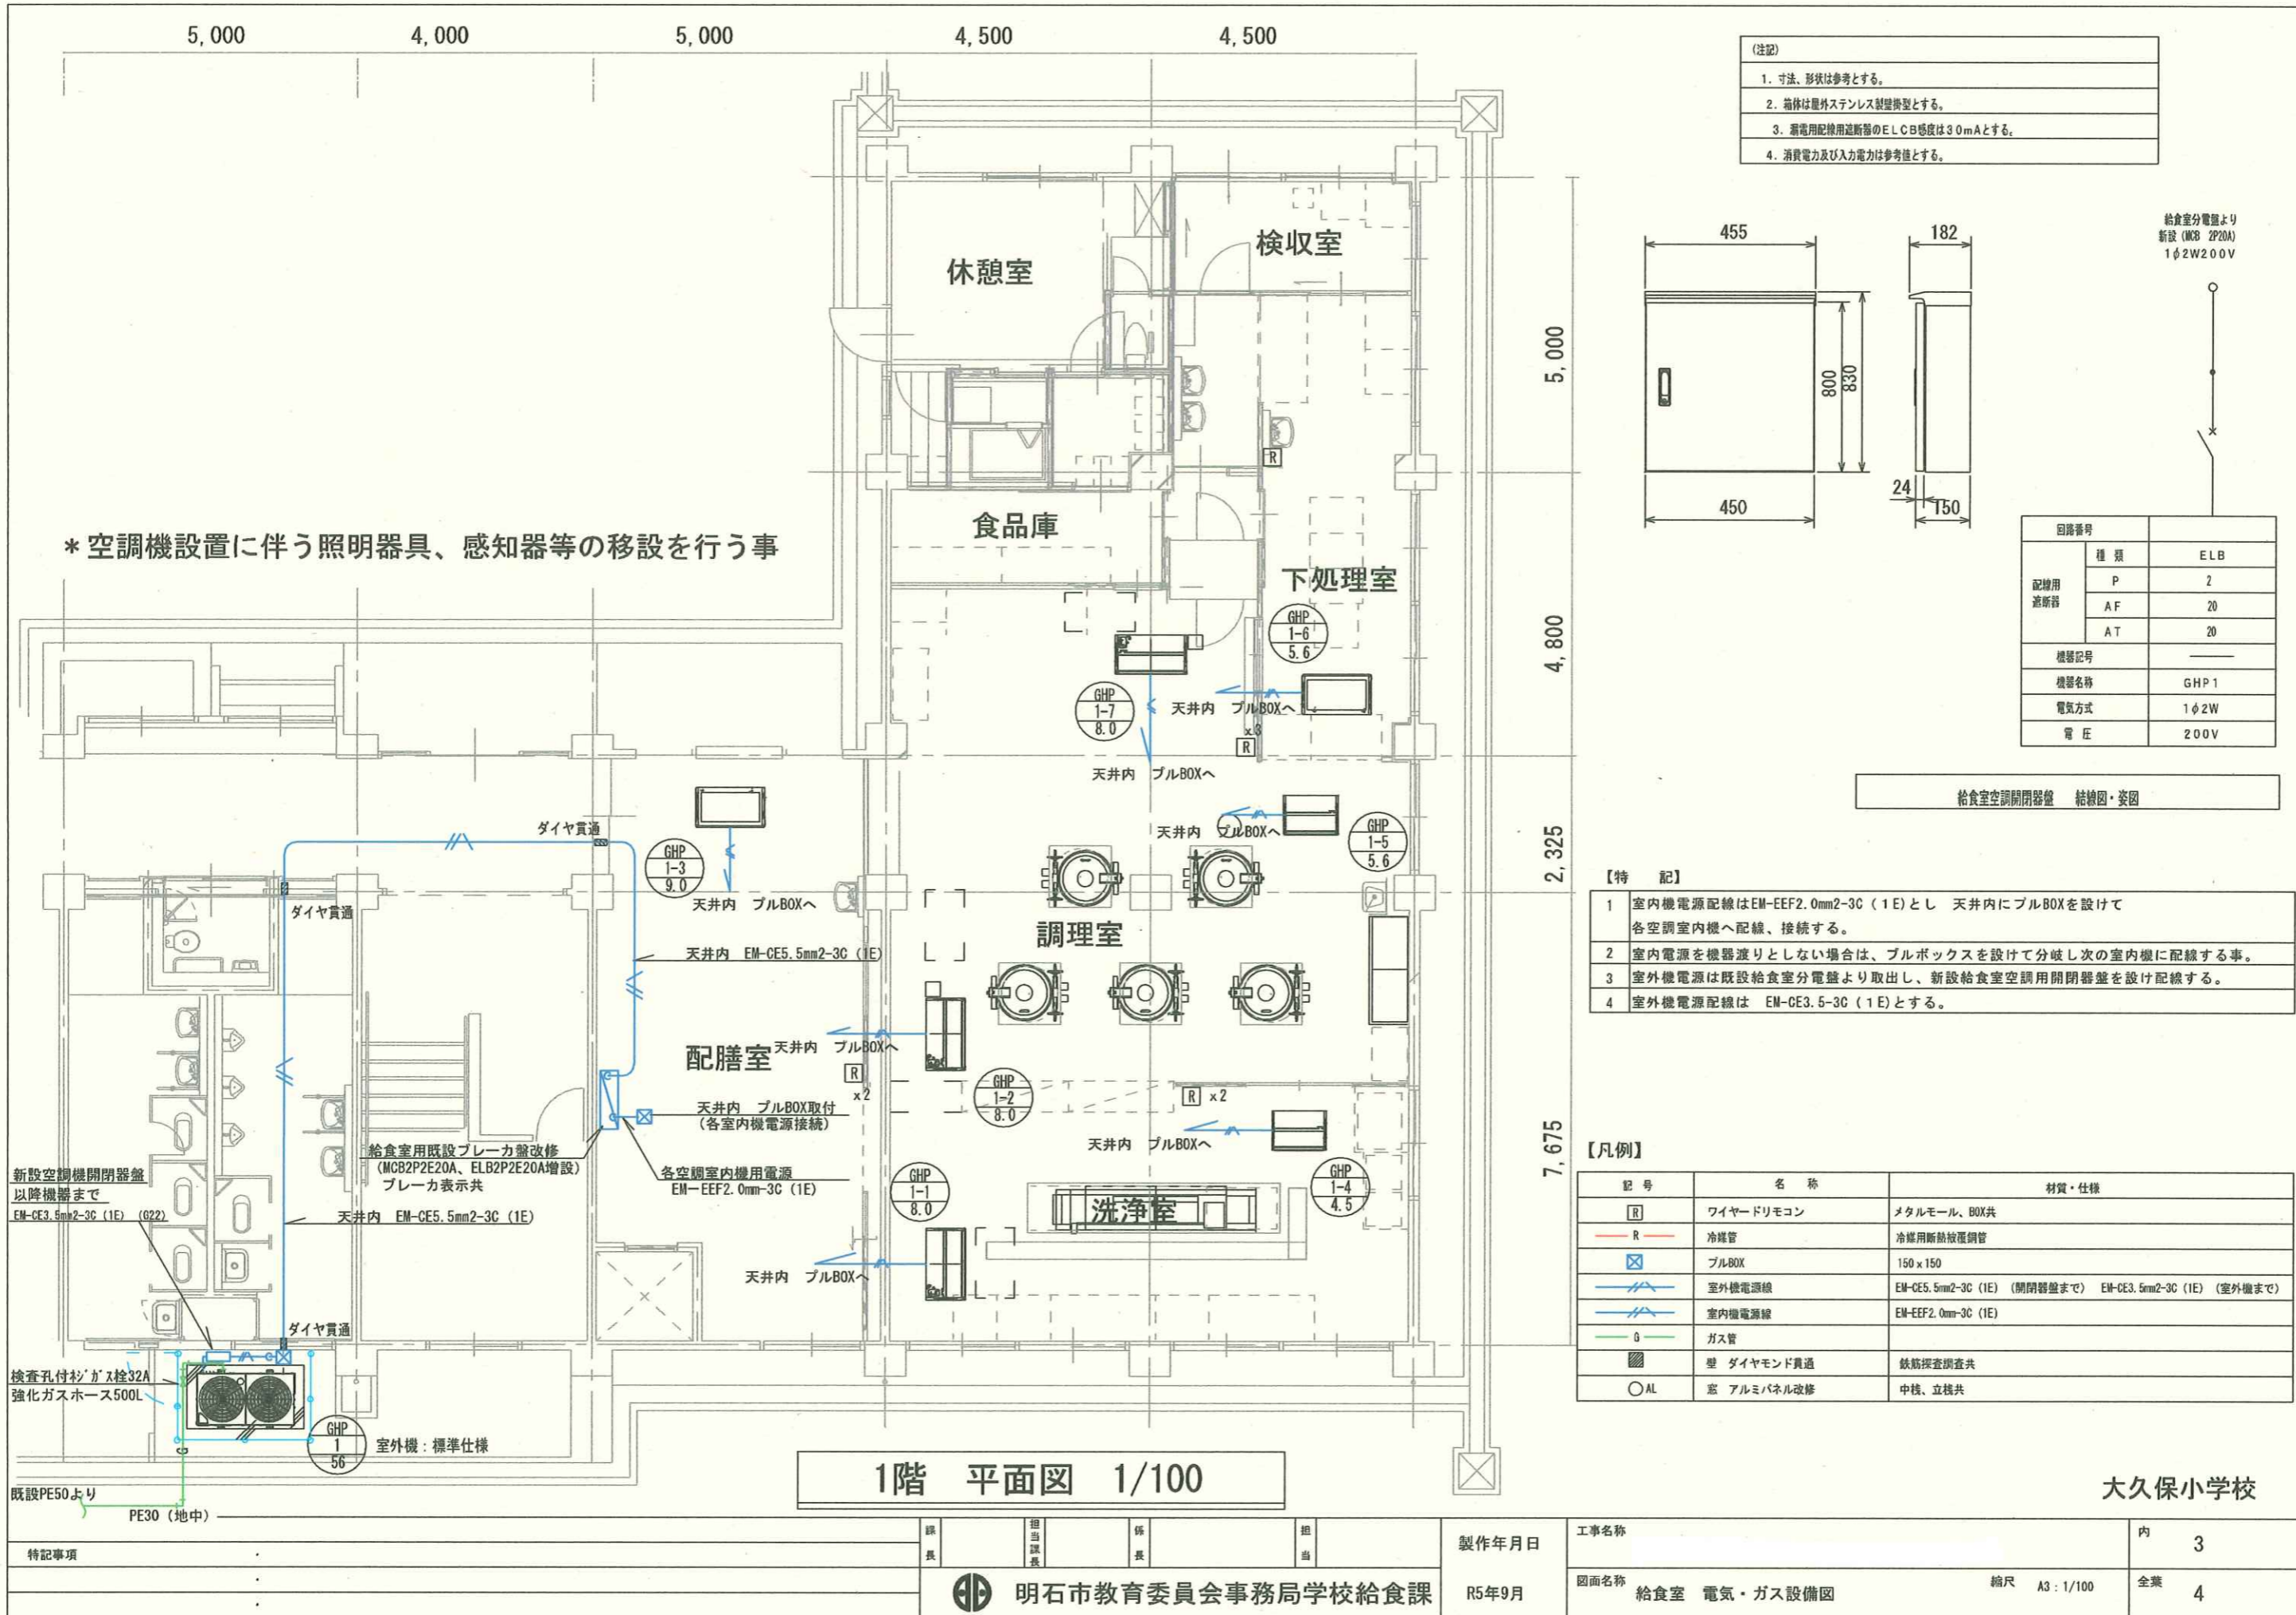 5,000
4,000
5,000
4,500
4,500
(注記)
1. 寸法、形状は参考とする。
2. 箱体は屋外ステンレス製壁掛型とする。
3. 漏電用配線用遮断器のELCB感度は30mAとする。
4. 消費電力及び入力電力は参考値とする。
455
182
800
830
450
24
150
給食室分電盤より
新設 (MCB 2P20A)
1φ2W200V
回路番号
配線用
遮断器
種 類
ELB
P
2
AF
20
AT
20
機器記号
機器名称
GHP1
電気方式
1φ2W
電 圧
200V
給食室空調開閉器盤 結線図・姿図
5,000
4,800
2,325
7,675
休憩室
検収室
食品庫
下処理室
調理室
配膳室
洗浄室
*空調機設置に伴う照明器具、感知器等の移設を行う事
R
GHP
1-6
5.6
天井内 プルBOXへ
x3
R
GHP
1-7
8.0
天井内 プルBOXへ
天井内 プルBOXへ
GHP
1-5
5.6
ダイヤ貫通
GHP
1-3
9.0
天井内 プルBOXへ
ダイヤ貫通
天井内 EM-CE5.5mm2-3C (1E)
天井内 プルBOXへ
R
x2
GHP
1-2
8.0
R x2
天井内 プルBOX取付
(各室内機電源接続)
天井内 プルBOXへ
給食室用既設ブレーカ盤改修
(MCB2P2E20A、ELB2P2E20A増設)
ブレーカ表示共
各空調室内機用電源
EM-EEF2.0mm-3C (1E)
GHP
1-1
8.0
GHP
1-4
4.5
新設空調機開閉器盤
以降機器まで
EM-CE3.5mm2-3C (1E) (G22)
天井内 EM-CE5.5mm2-3C (1E)
天井内 プルBOXへ
ダイヤ貫通
検査孔付ネジガス栓32A
強化ガスホース500L
GHP
1
56
室外機：標準仕様
G
既設PE50より
PE30 (地中)
1階 平面図 1/100
【特 記】
1 室内機電源配線はEM-EEF2.0mm2-3C (1E)とし 天井内にプルBOXを設けて
各空調室内機へ配線、接続する。
2 室内電源を機器渡りとしない場合は、プルボックスを設けて分岐し次の室内機に配線する事。
3 室外機電源は既設給食室分電盤より取出し、新設給食室空調用開閉器盤を設け配線する。
4 室外機電源配線は EM-CE3.5-3C (1E)とする。
【凡例】
記 号 名 称 材質・仕様
R ワイヤードリモコン メタルモール、BOX共
R 冷媒管 冷媒用断熱被覆銅管
プルBOX 150x150
室外機電源線 EM-CE5.5mm2-3C (1E) (開閉器盤まで) EM-CE3.5mm2-3C (1E) (室外機まで)
室内機電源線 EM-EEF2.0mm-3C (1E)
G ガス管
壁 ダイヤモンド貫通 鉄筋探査調査共
AL 窓 アルミパネル改修 中桟、立桟共
大久保小学校
特記事項
課長
担当課長
係長
担当
明石市教育委員会事務局学校給食課
製作年月日
R5年9月
工事名称
図面名称 給食室 電気・ガス設備図
縮尺 A3：1/100
内 3
全葉 4